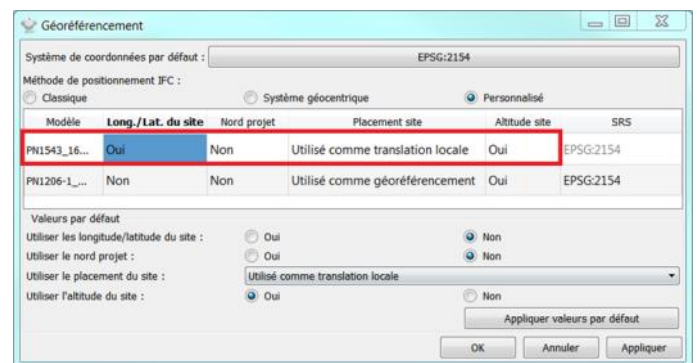 Géoréférencement
Système de coordonnées par défaut : EPSG:2154
Méthode de positionnement IFC :
Classique Système géocentrique Personnalisé
Modèle Long./Lat. du site Nord projet Placement site Altitude site SRS
PN1543_16... Oui Non Utilisé comme translation locale Oui EPSG:2154
PN1206-1_... Non Non Utilisé comme géoréférencement Oui EPSG:2154
Valeurs par défaut
Utiliser les longitude/latitude du site : Oui Non
Utiliser le nord projet : Oui Non
Utiliser le placement du site : Utilisé comme translation locale
Utiliser l'altitude du site : Oui Non
Appliquer valeurs par défaut
OK Annuler Appliquer